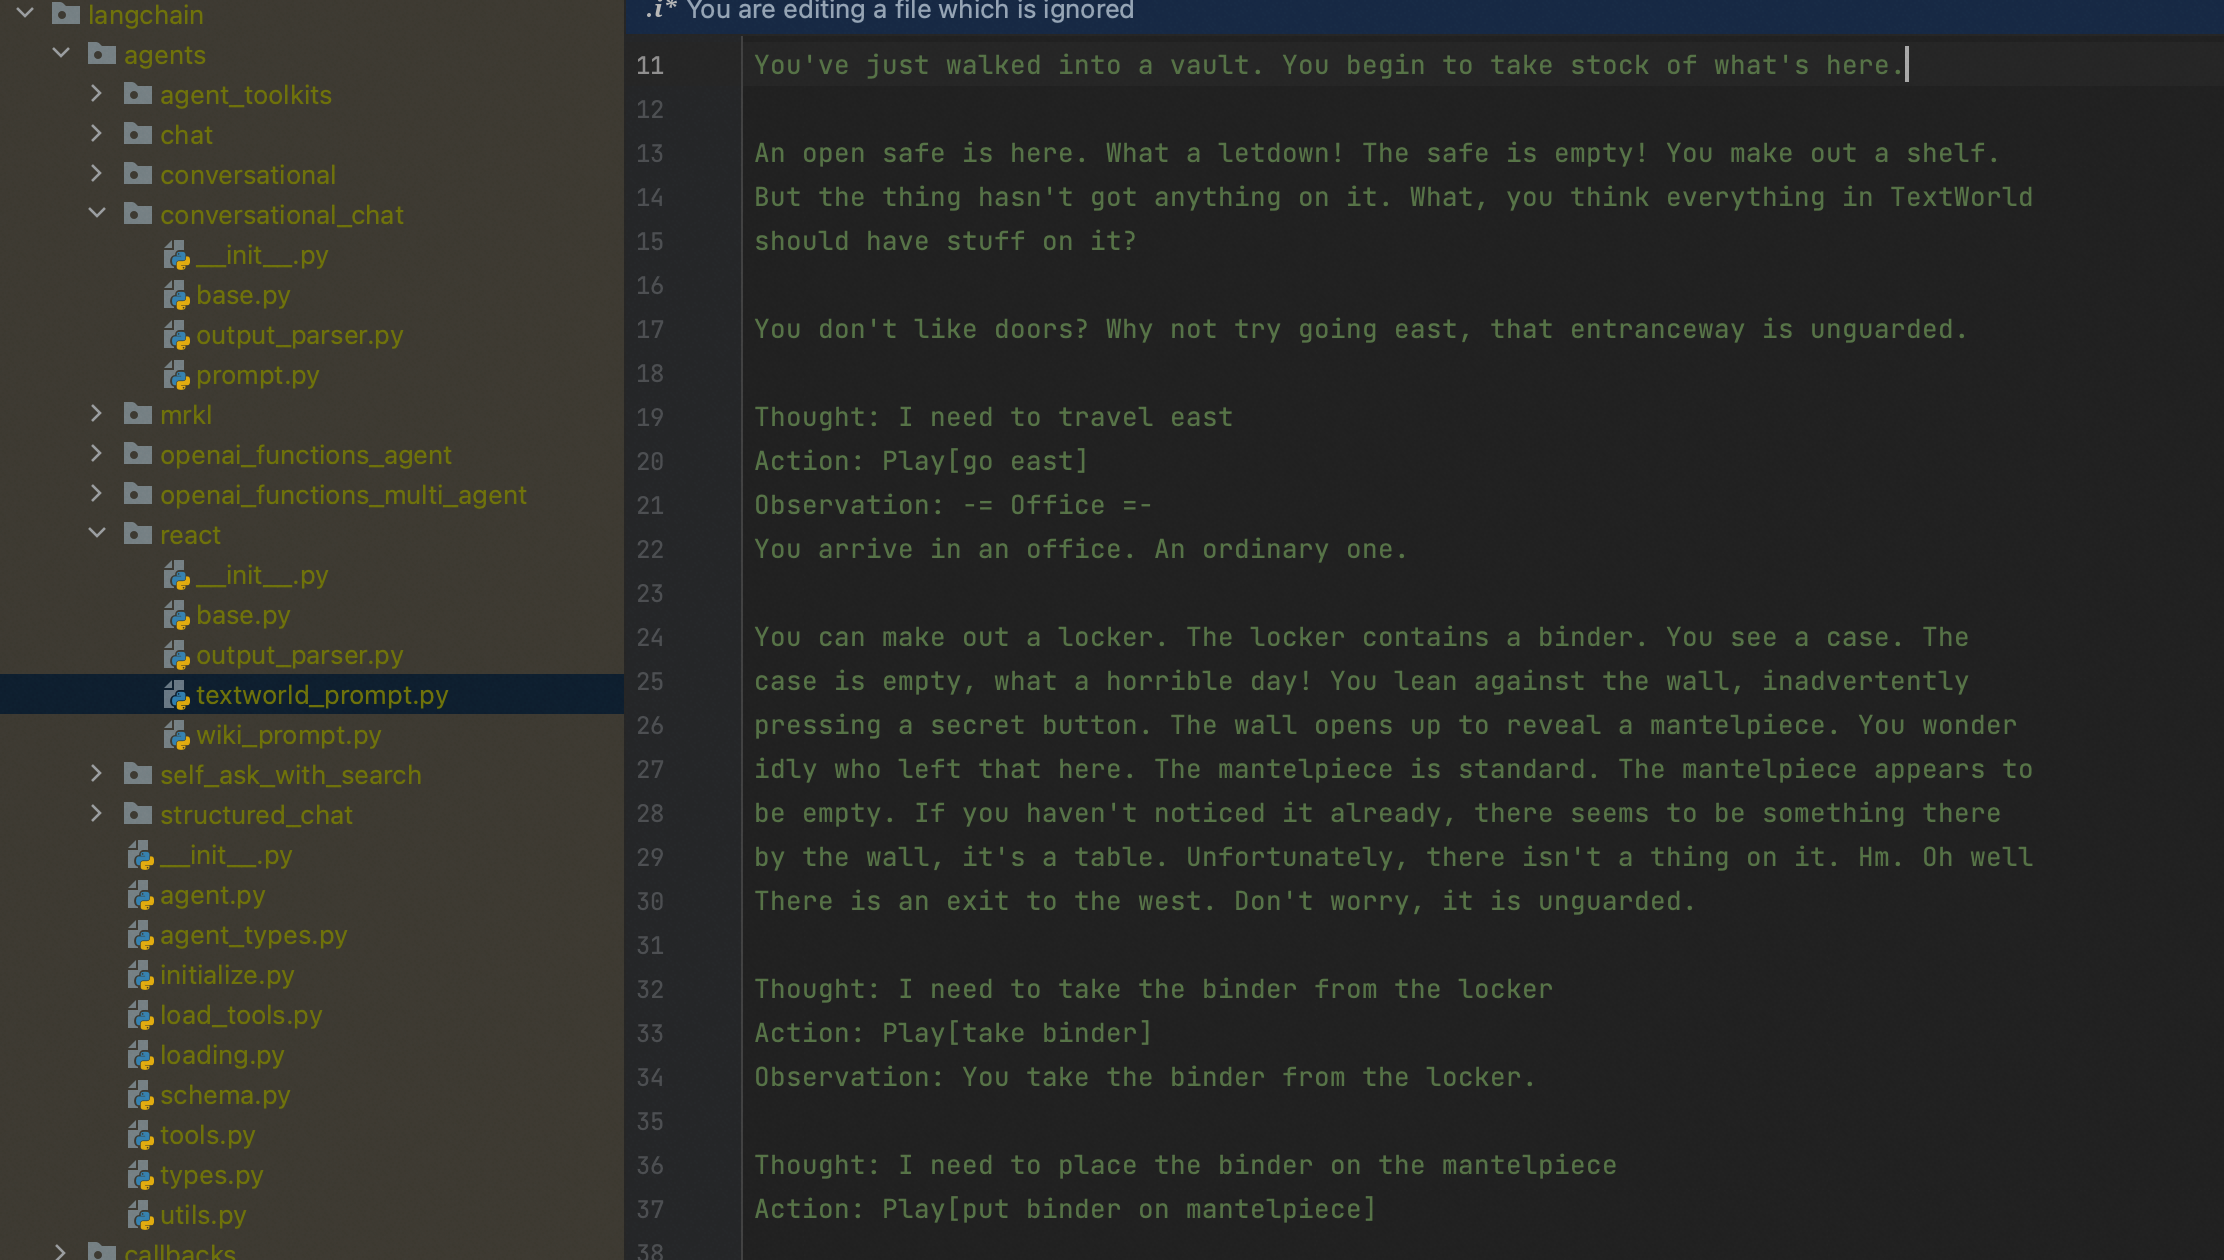 langchain
agents
agent_toolkits
chat
conversational
conversational_chat
__init__.py
base.py
output_parser.py
prompt.py
mrkl
openai_functions_agent
openai_functions_multi_agent
react
__init__.py
base.py
output_parser.py
textworld_prompt.py
wiki_prompt.py
self_ask_with_search
structured_chat
__init__.py
agent.py
agent_types.py
initialize.py
load_tools.py
loading.py
schema.py
tools.py
types.py
utils.py
callbacks
.i* You are editing a file which is ignored
11 You've just walked into a vault. You begin to take stock of what's here.
12
13 An open safe is here. What a letdown! The safe is empty! You make out a shelf.
14 But the thing hasn't got anything on it. What, you think everything in TextWorld
15 should have stuff on it?
16
17 You don't like doors? Why not try going east, that entranceway is unguarded.
18
19 Thought: I need to travel east
20 Action: Play[go east]
21 Observation: -= Office =-
22 You arrive in an office. An ordinary one.
23
24 You can make out a locker. The locker contains a binder. You see a case. The
25 case is empty, what a horrible day! You lean against the wall, inadvertently
26 pressing a secret button. The wall opens up to reveal a mantelpiece. You wonder
27 idly who left that here. The mantelpiece is standard. The mantelpiece appears to
28 be empty. If you haven't noticed it already, there seems to be something there
29 by the wall, it's a table. Unfortunately, there isn't a thing on it. Hm. Oh well
30 There is an exit to the west. Don't worry, it is unguarded.
31
32 Thought: I need to take the binder from the locker
33 Action: Play[take binder]
34 Observation: You take the binder from the locker.
35
36 Thought: I need to place the binder on the mantelpiece
37 Action: Play[put binder on mantelpiece]
38